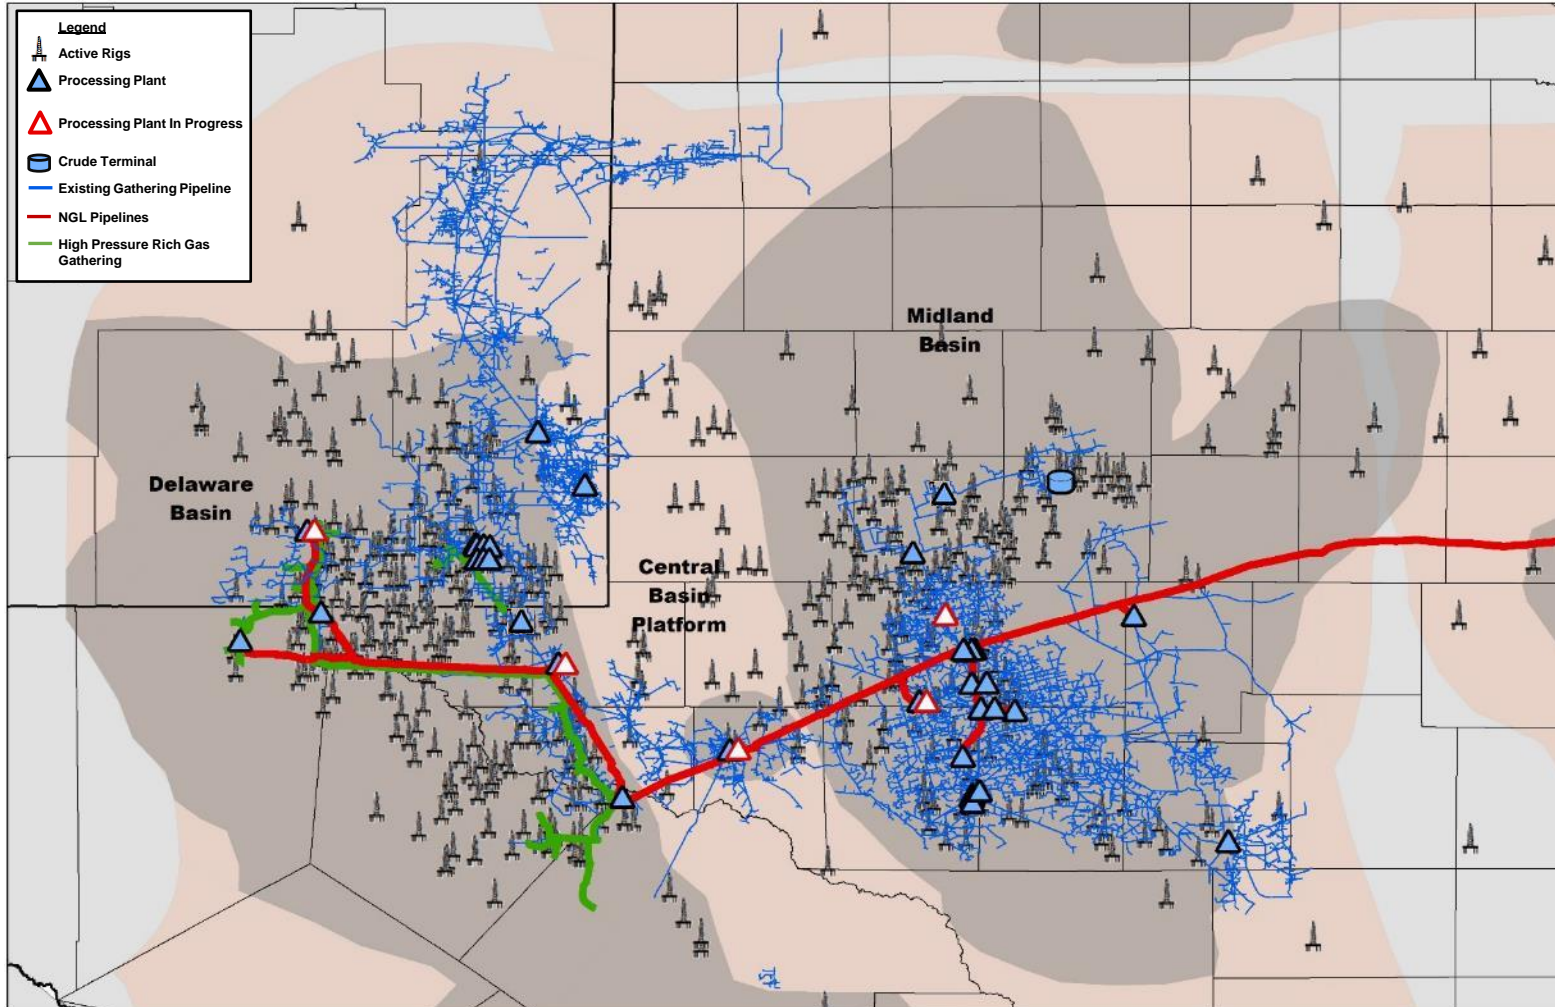 Legend
Active Rigs
Processing Plant
Processing Plant In Progress
Crude Terminal
Existing Gathering Pipeline
NGL Pipelines
High Pressure Rich Gas
Gathering
Midland
Basin
Delaware
Basin
Central
Basin
Platform